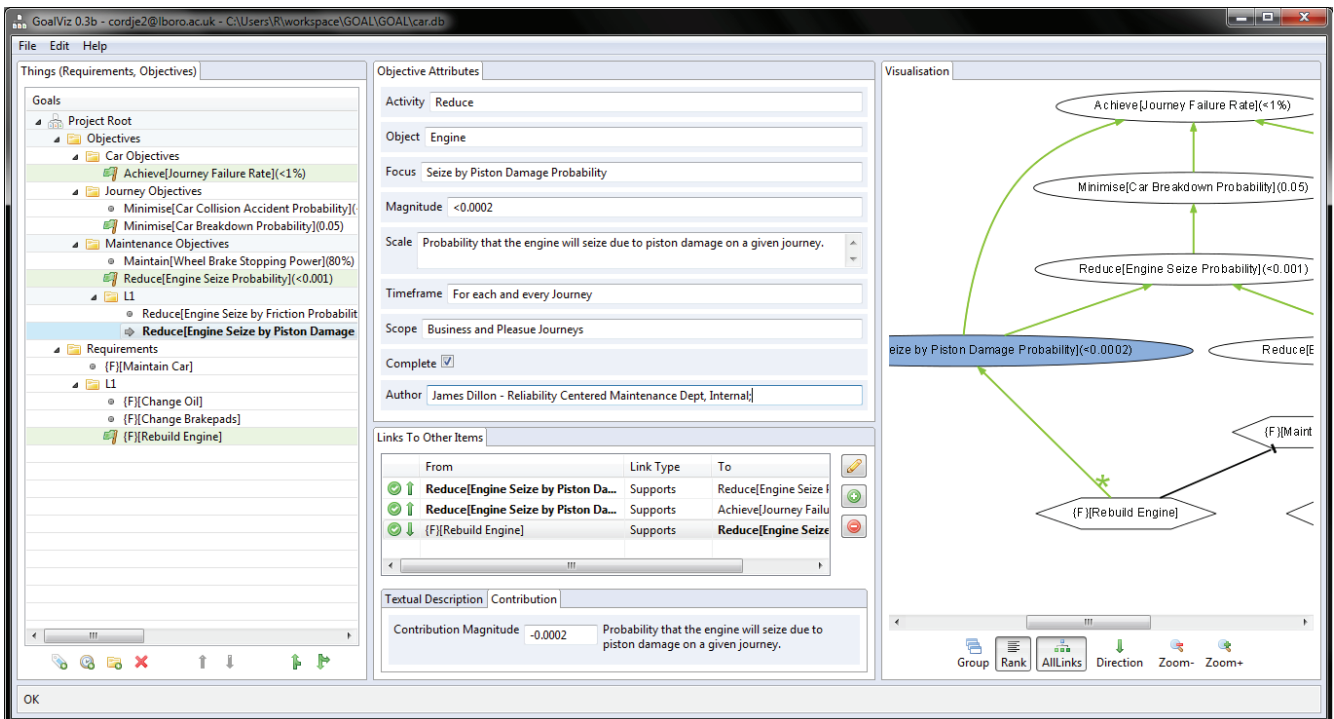 GoalViz 0.3b - cordje2@lboro.ac.uk - C:\Users\R\workspace\GOAL\GOAL\car.db
File Edit Help
Things (Requirements, Objectives)
Goals
Project Root
Objectives
Car Objectives
Achieve[Journey Failure Rate](<1%)
Journey Objectives
Minimise[Car Collision Accident Probability](
Minimise[Car Breakdown Probability](0.05)
Maintenance Objectives
Maintain[Wheel Brake Stopping Power](80%)
Reduce[Engine Seize Probability](<0.001)
L1
Reduce[Engine Seize by Friction Probabilit
Reduce[Engine Seize by Piston Damage
Requirements
{F}[Maintain Car]
L1
{F}[Change Oil]
{F}[Change Brakepads]
{F}[Rebuild Engine]
Objective Attributes
Activity Reduce
Object Engine
Focus Seize by Piston Damage Probability
Magnitude <0.0002
Scale Probability that the engine will seize due to piston damage on a given journey.
Timeframe For each and every Journey
Scope Business and Pleasue Journeys
Complete
Author James Dillon - Reliability Centered Maintenance Dept, Internal;
Links To Other Items
From Link Type To
Reduce[Engine Seize by Piston Da... Supports Reduce[Engine Seize
Reduce[Engine Seize by Piston Da... Supports Achieve[Journey Failu
{F}[Rebuild Engine] Supports Reduce[Engine Seize
Textual Description Contribution
Contribution Magnitude -0.0002 Probability that the engine will seize due to
piston damage on a given journey.
Visualisation
Achieve[Journey Failure Rate](<1%)
Minimise[Car Breakdown Probability](0.05)
Reduce[Engine Seize Probability](<0.001)
eize by Piston Damage Probability](<0.0002)
Reduce[E
{F}[Maint
{F}[Rebuild Engine]
Group Rank AllLinks Direction Zoom- Zoom+
OK